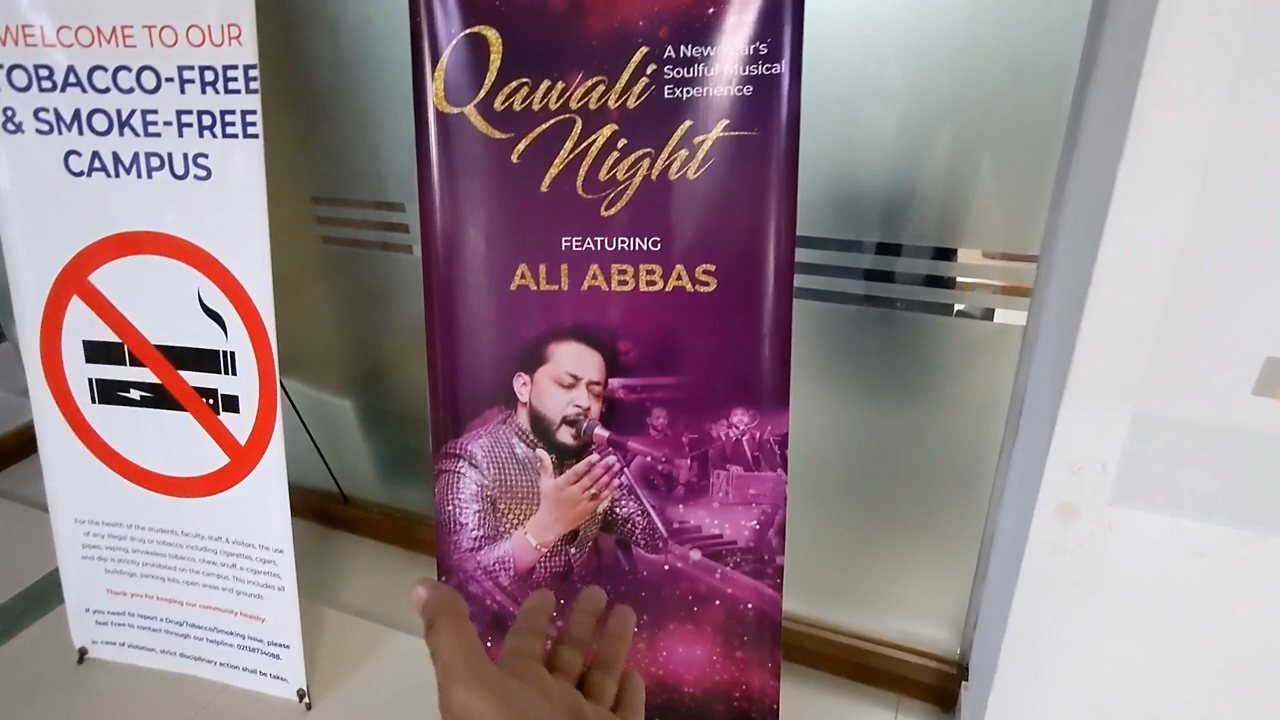 WELCOME TO OUR
TOBACCO-FREE
& SMOKE-FREE
CAMPUS
For the health of the students, faculty, staff, & visitors, the use
of any illegal drug or tobacco including cigarettes, cigars,
pipes, vaping, smokeless tobacco, chew, snuff, e-cigarettes,
and dip is strictly prohibited on the campus. This includes all
buildings, parking lots, open areas and grounds.
Thank you for keeping our community healthy.
If you need to report a Drug/Tobacco/Smoking issue, please
feel free to contact through our helpline: 02138734088.
In case of violation, strict disciplinary action shall be taken.
Qawali
Night
A New Year's
Soulful Musical
Experience
FEATURING
ALI ABBAS